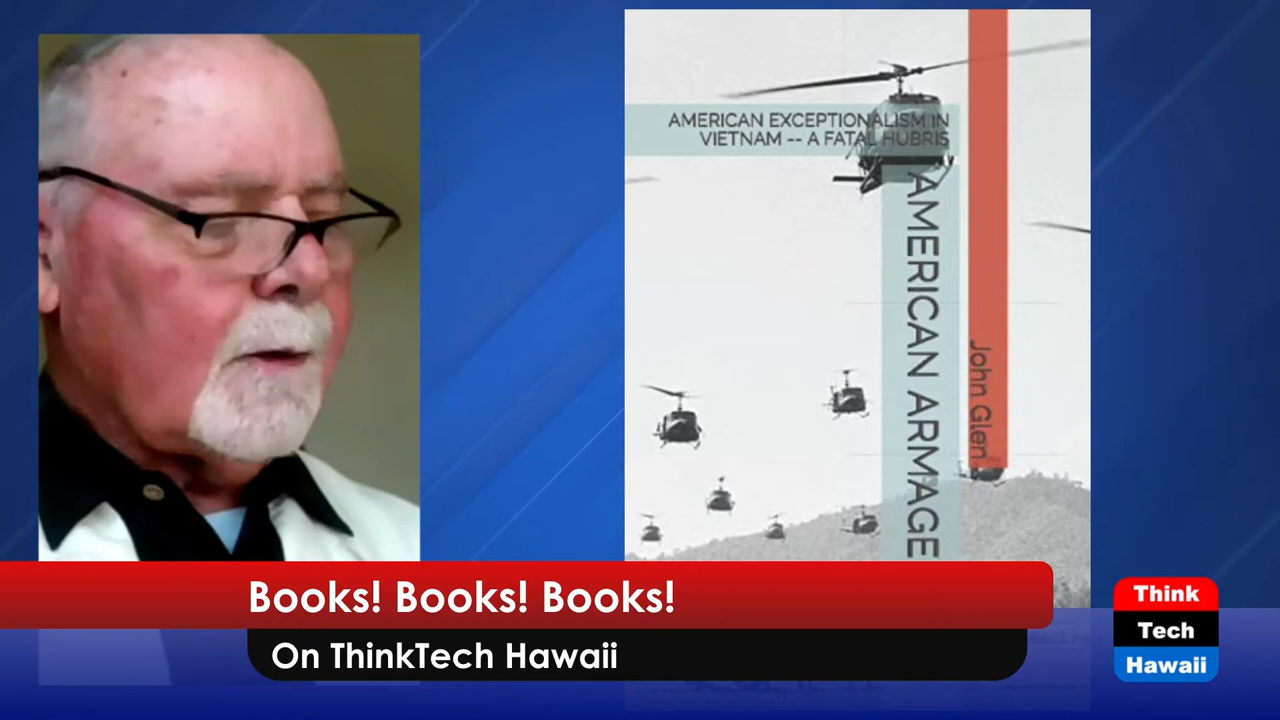 AMERICAN EXCEPTIONALISM IN
VIETNAM -- A FATAL HUBRIS
AMERICAN ARMAGE
John Glen
Books! Books! Books!
On ThinkTech Hawaii
Think
Tech
Hawaii